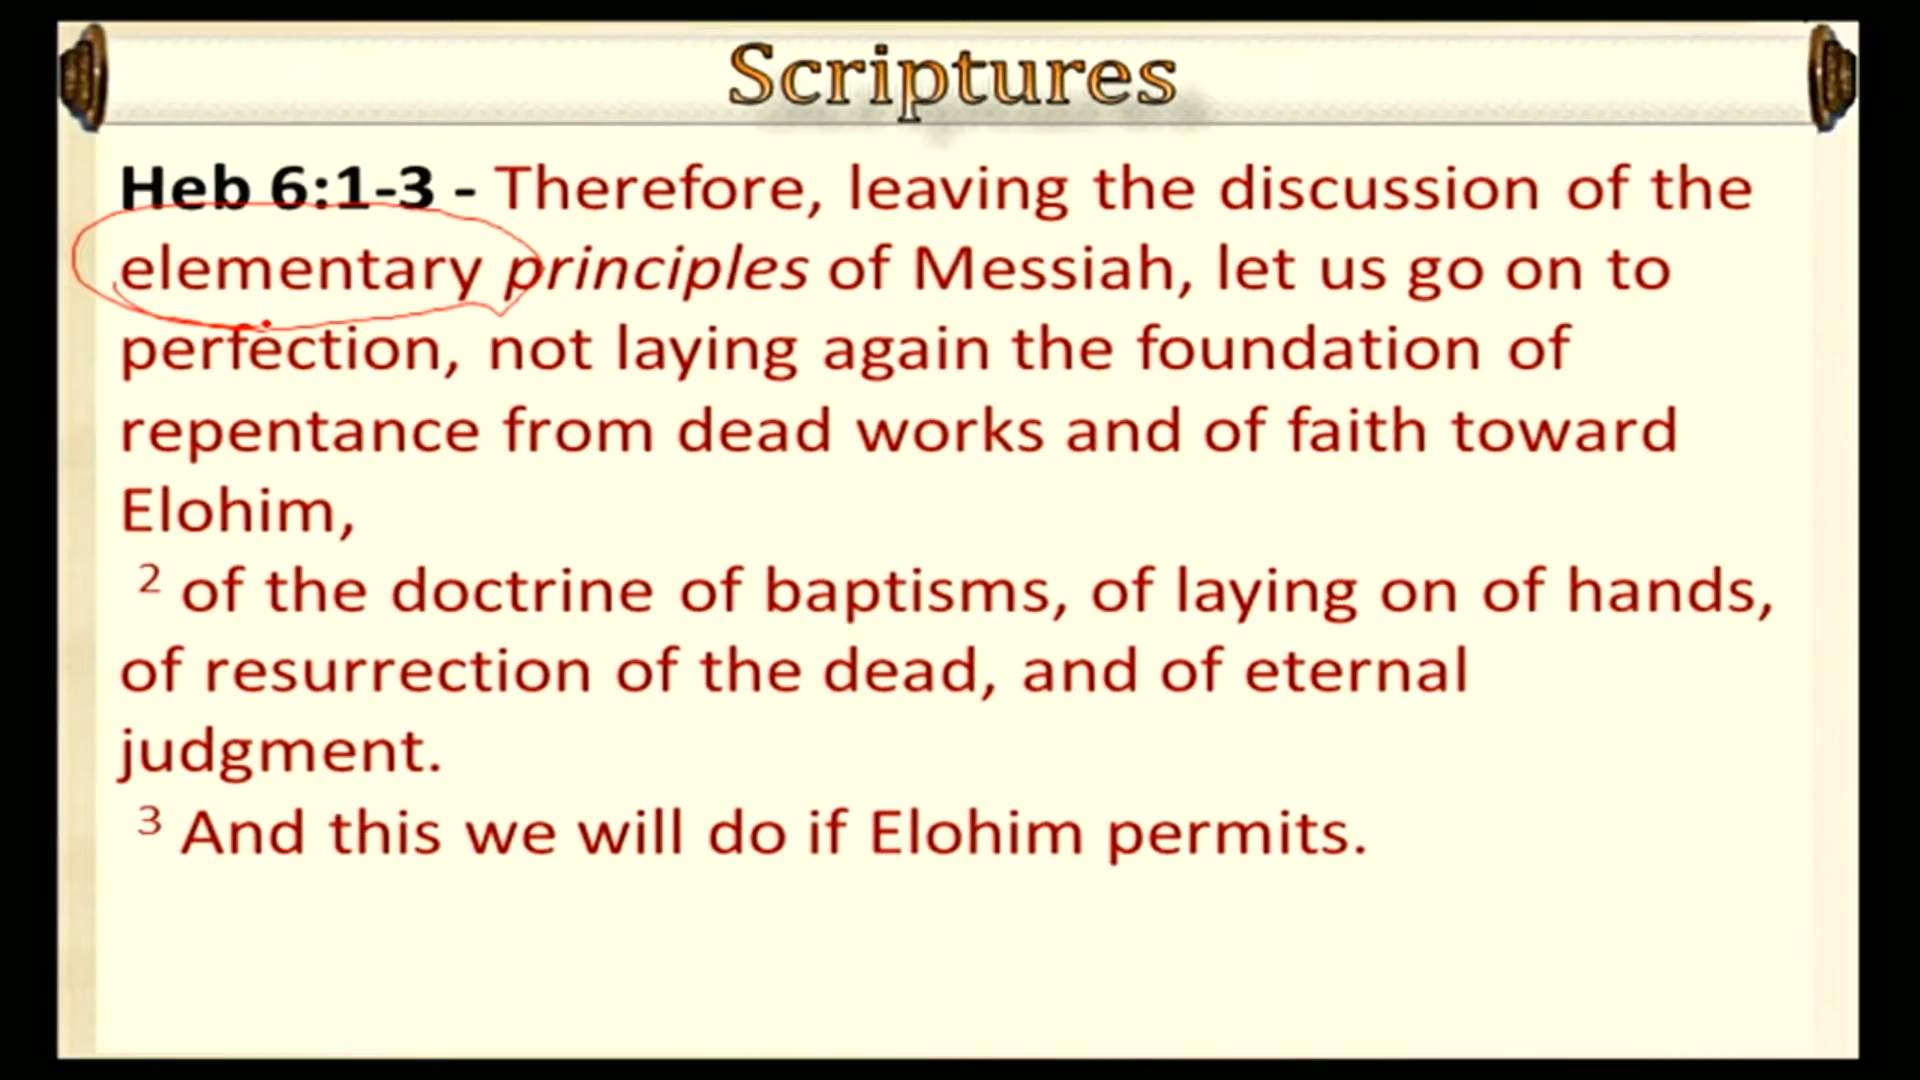 Scriptures
Heb 6:1-3 - Therefore, leaving the discussion of the
elementary principles of Messiah, let us go on to
perfection, not laying again the foundation of
repentance from dead works and of faith toward
Elohim,
2 of the doctrine of baptisms, of laying on of hands,
of resurrection of the dead, and of eternal
judgment.
3 And this we will do if Elohim permits.